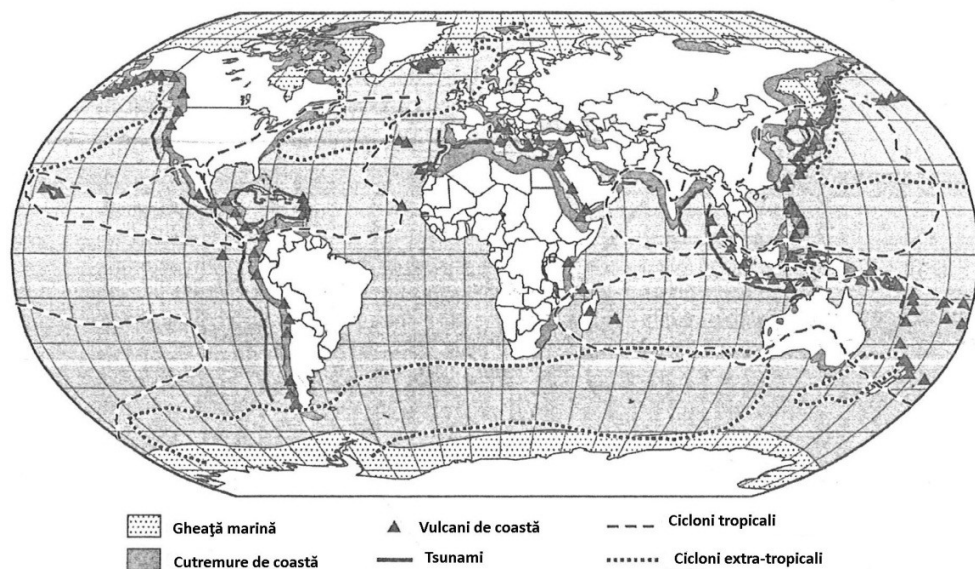 Gheaţă marină
Vulcani de coastă
Cicloni tropicali
Cutremure de coastă
Tsunami
Cicloni extra-tropicali